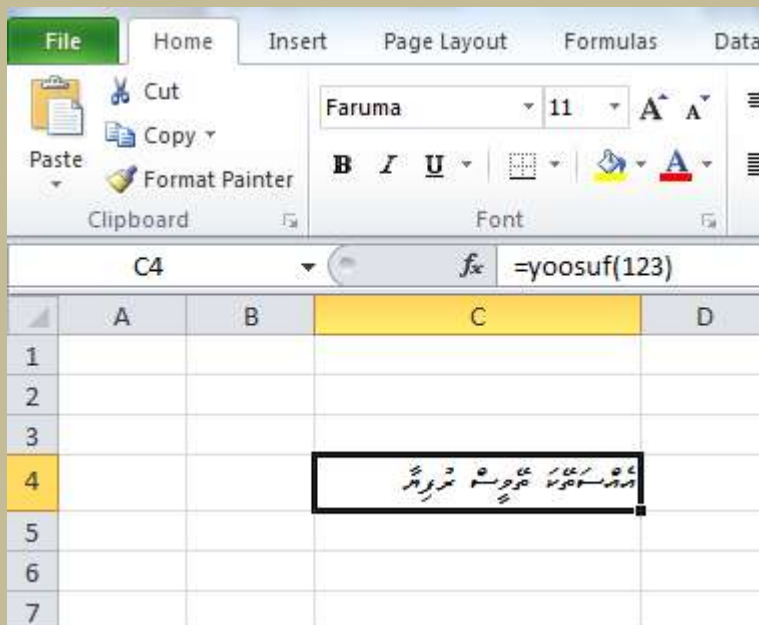 File Home Insert Page Layout Formulas Data
Cut
Copy
Paste
Format Painter
Faruma 11 A A
B I U A
Clipboard Font
C4 fx =yoosuf(123)
A B C D
1
2
3
4 އެއްސަތޭކަ ތޭވީސް ރުފިޔާ
5
6
7